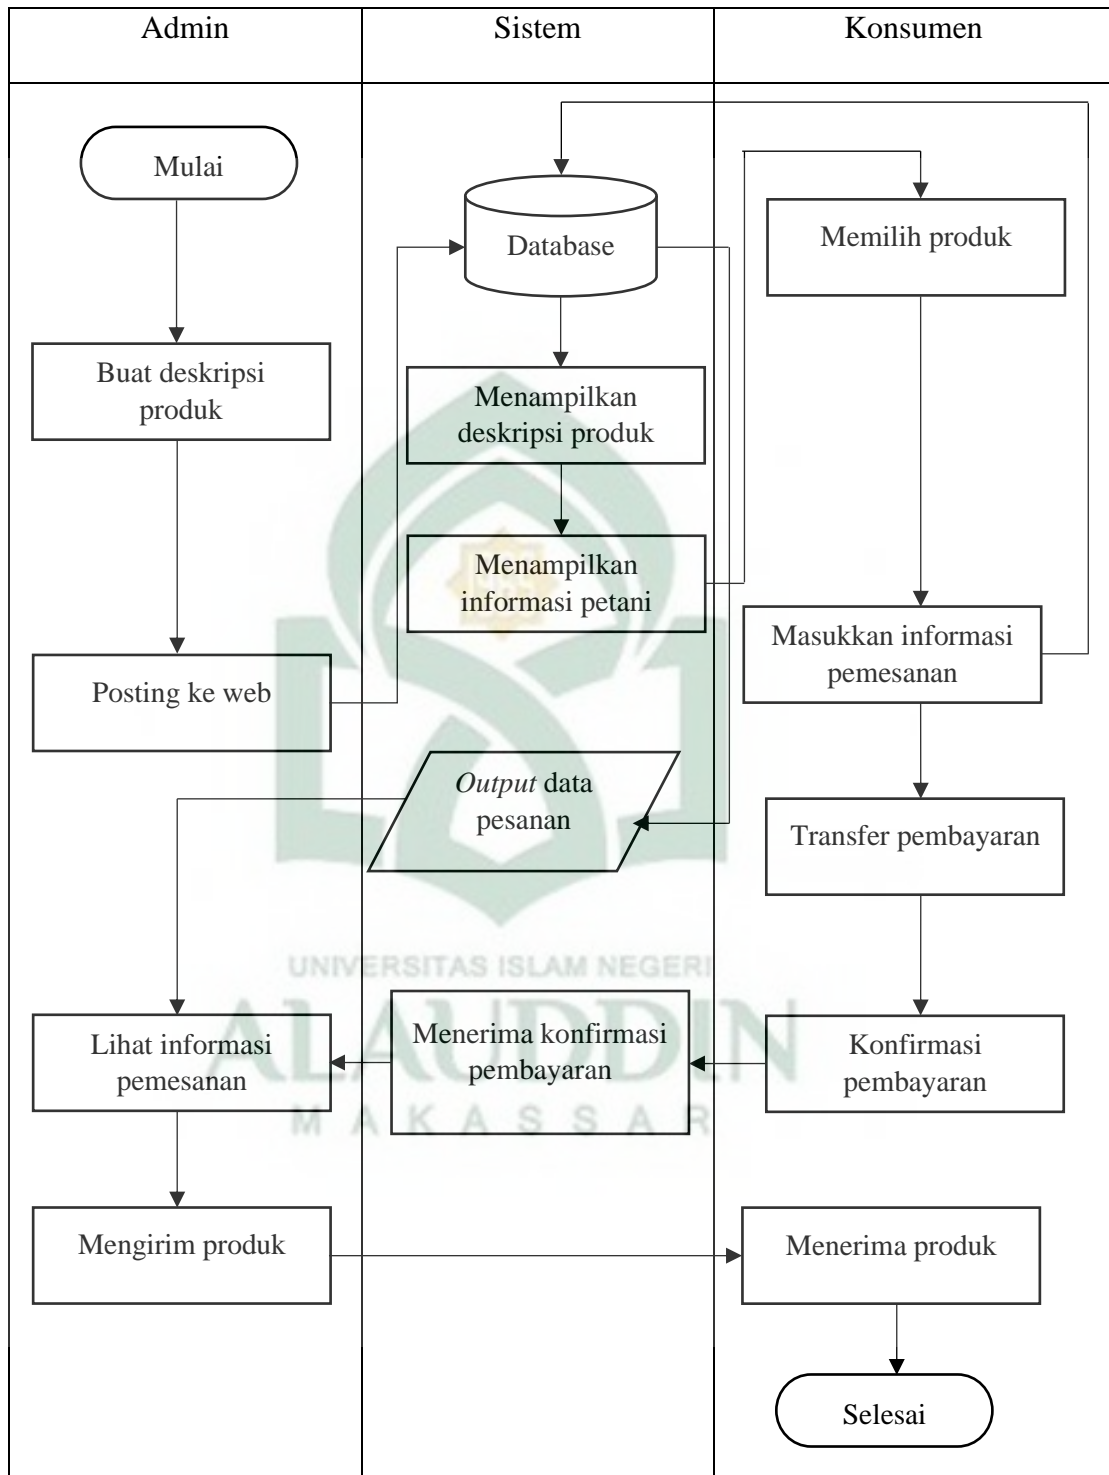 Admin
Sistem
Konsumen
Mulai
Database
Memilih produk
Buat deskripsi
produk
Menampilkan
deskripsi produk
Menampilkan
informasi petani
Masukkan informasi
pemesanan
Posting ke web
Output data
pesanan
Transfer pembayaran
UNIVERSITAS ISLAM NEGERI
ALAUDDIN
MAKASSAR
Lihat informasi
pemesanan
Menerima konfirmasi
pembayaran
Konfirmasi
pembayaran
Mengirim produk
Menerima produk
Selesai